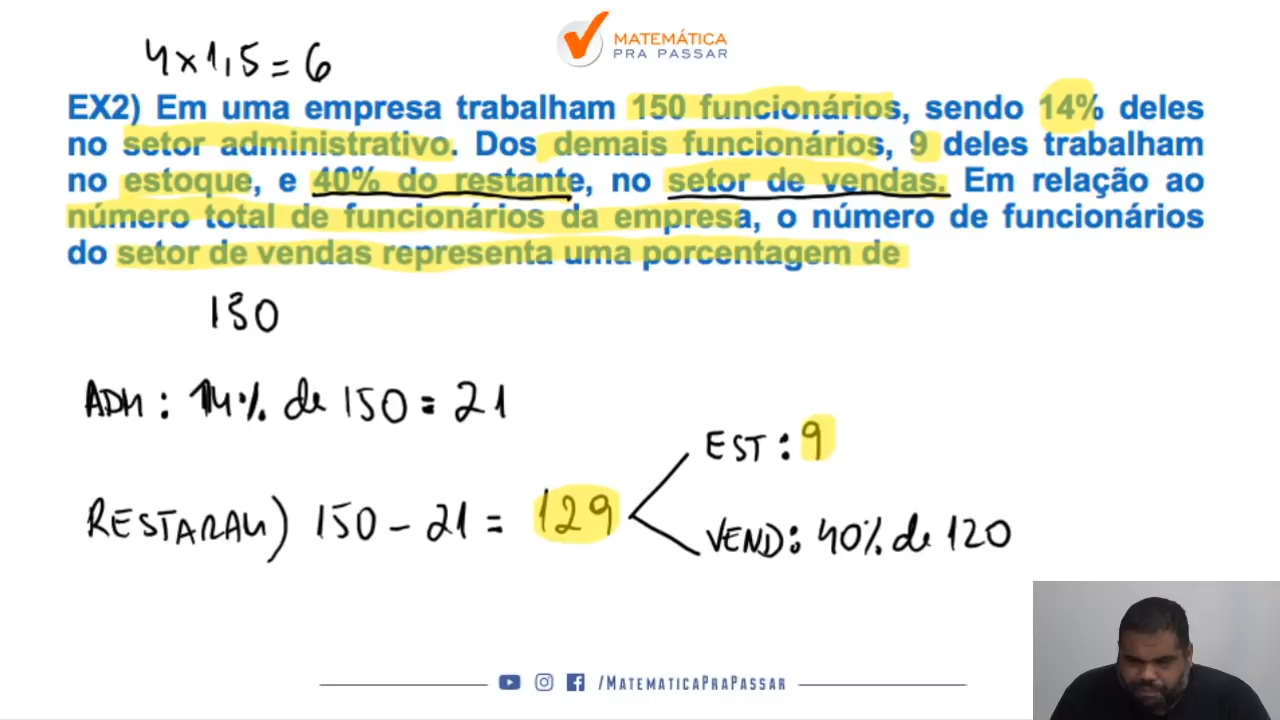 MATEMÁTICA
PRA PASSAR
4×1,5=6
EX2) Em uma empresa trabalham 150 funcionários, sendo 14% deles
no setor administrativo. Dos demais funcionários, 9 deles trabalham
no estoque, e 40% do restante, no setor de vendas. Em relação ao
número total de funcionários da empresa, o número de funcionários
do setor de vendas representa uma porcentagem de
150
ADM: 14% de 150 = 21
EST: 9
RESTARAM) 150 - 21 = 129
VEND: 40% de 120
/MATEMATICAPRAPASSAR